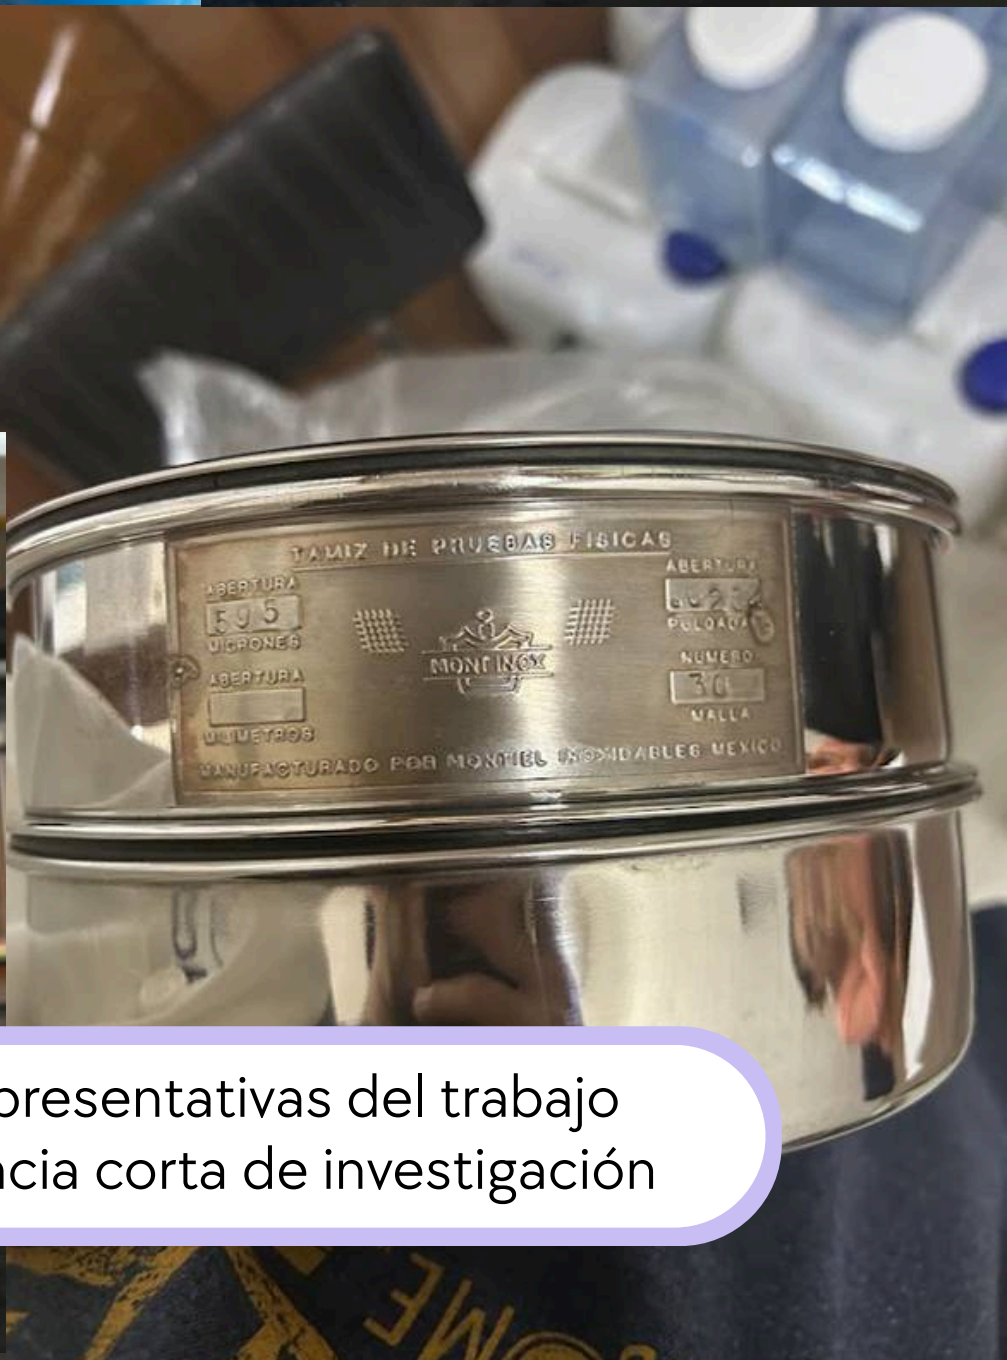 TAMIZ DE PRUEBAS FISICAS
ABERTURA
595
MICRONES
ABERTURA
MILIMETROS
MONTINOX
ABERTURA
PULGADA
NUMERO
30
MALLA
MANUFACTURADO POR MONTIEL INOXIDABLES MEXICO
presentativas del trabajo
ncia corta de investigación
OME